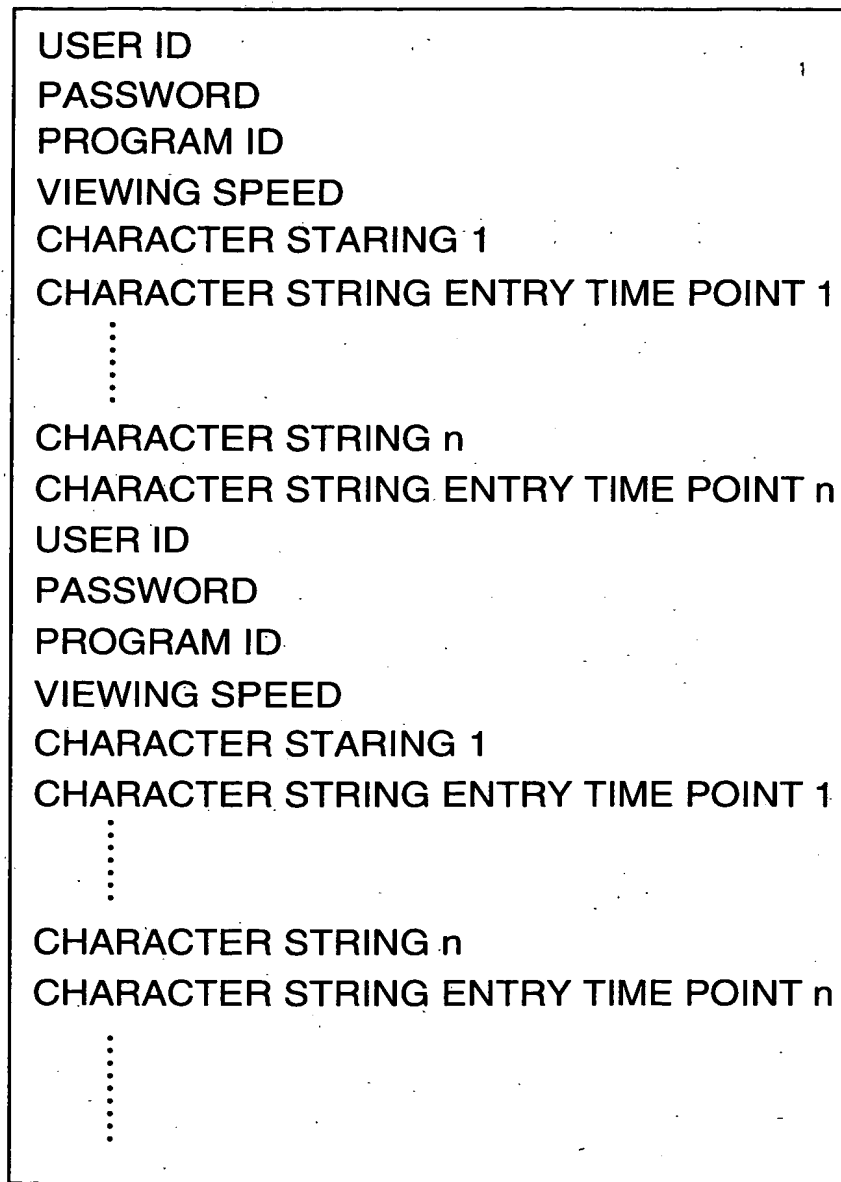 USER ID
PASSWORD
PROGRAM ID
VIEWING SPEED
CHARACTER STARING 1
CHARACTER STRING ENTRY TIME POINT 1
CHARACTER STRING n
CHARACTER STRING ENTRY TIME POINT n
USER ID
PASSWORD
PROGRAM ID
VIEWING SPEED
CHARACTER STARING 1
CHARACTER STRING ENTRY TIME POINT 1
CHARACTER STRING n
CHARACTER STRING ENTRY TIME POINT n